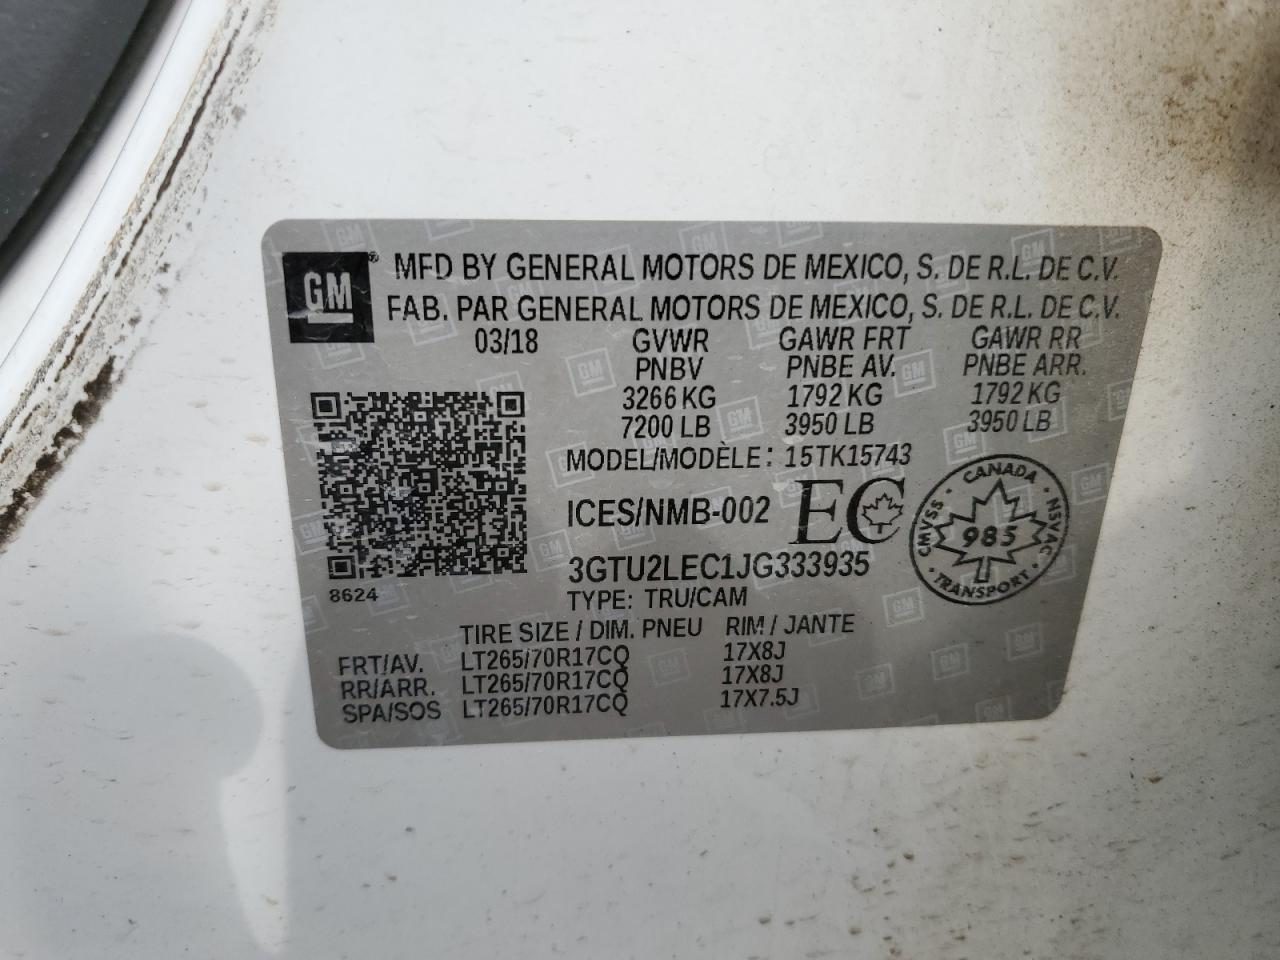 GM®
MFD BY GENERAL MOTORS DE MEXICO, S. DE R.L. DE C.V.
FAB. PAR GENERAL MOTORS DE MEXICO, S. DE R.L. DE C.V.
03/18 GVWR GAWR FRT GAWR RR
PNBV PNBE AV. PNBE ARR.
3266 KG 1792 KG 1792 KG
7200 LB 3950 LB 3950 LB
MODEL/MODÈLE: 15TK15743
ICES/NMB-002 EC
CANADA
CMVSS 985 NSVAC
TRANSPORT
3GTU2LEC1JG333935
8624 TYPE: TRU/CAM
TIRE SIZE / DIM. PNEU RIM / JANTE
FRT/AV. LT265/70R17CQ 17X8J
RR/ARR. LT265/70R17CQ 17X8J
SPA/SOS LT265/70R17CQ 17X7.5J